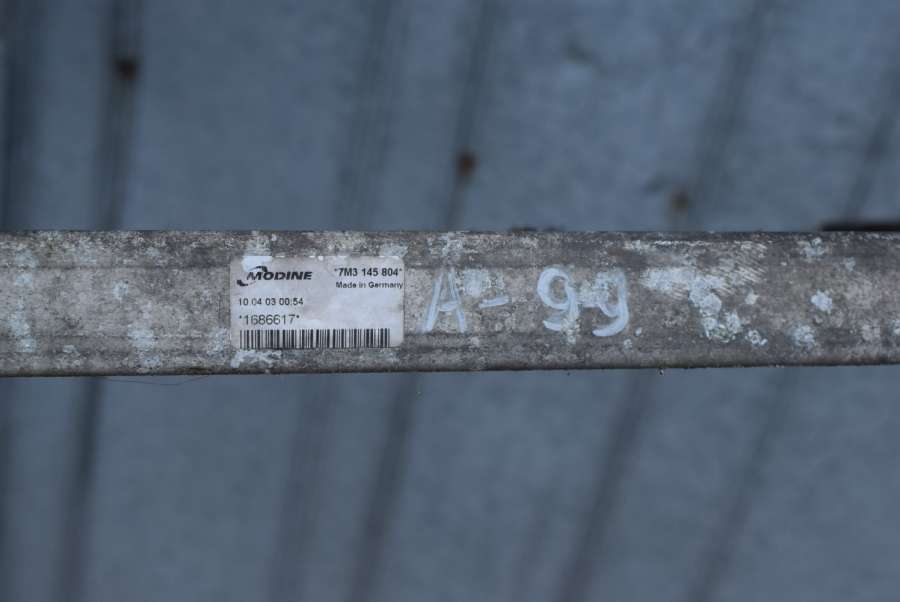 MODINE
*7M3 145 804*
Made in Germany
10 04 03 00:54
*1686617*
A - 99